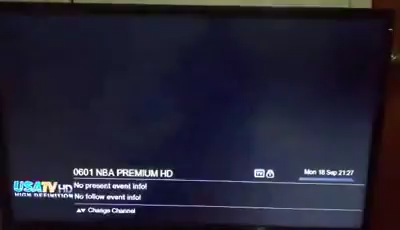 0601 NBA PREMIUM HD
Mon 18 Sep 21:27
USATV HD
HIGH DEFINITION
No present event info!
No follow event info!
Change Channel